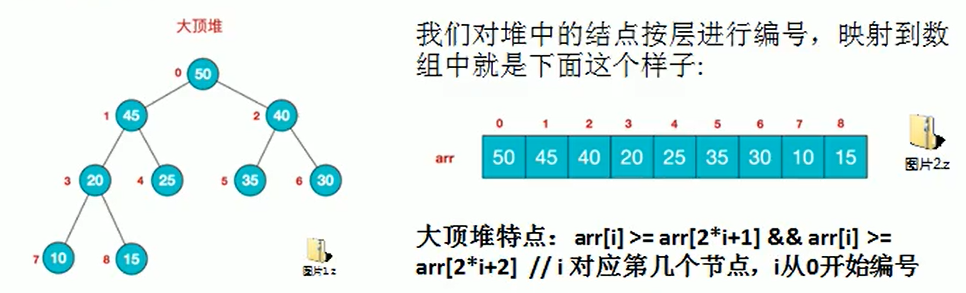 大顶堆
0 50
1 45
2 40
3 20
4 25
5 35
6 30
7 10
8 15
图片1.z
我们对堆中的结点按层进行编号，映射到数
组中就是下面这个样子:
0 1 2 3 4 5 6 7 8
arr 50 45 40 20 25 35 30 10 15
图片2.z
大顶堆特点：arr[i] >= arr[2*i+1] && arr[i] >=
arr[2*i+2] // i 对应第几个节点，i从0开始编号